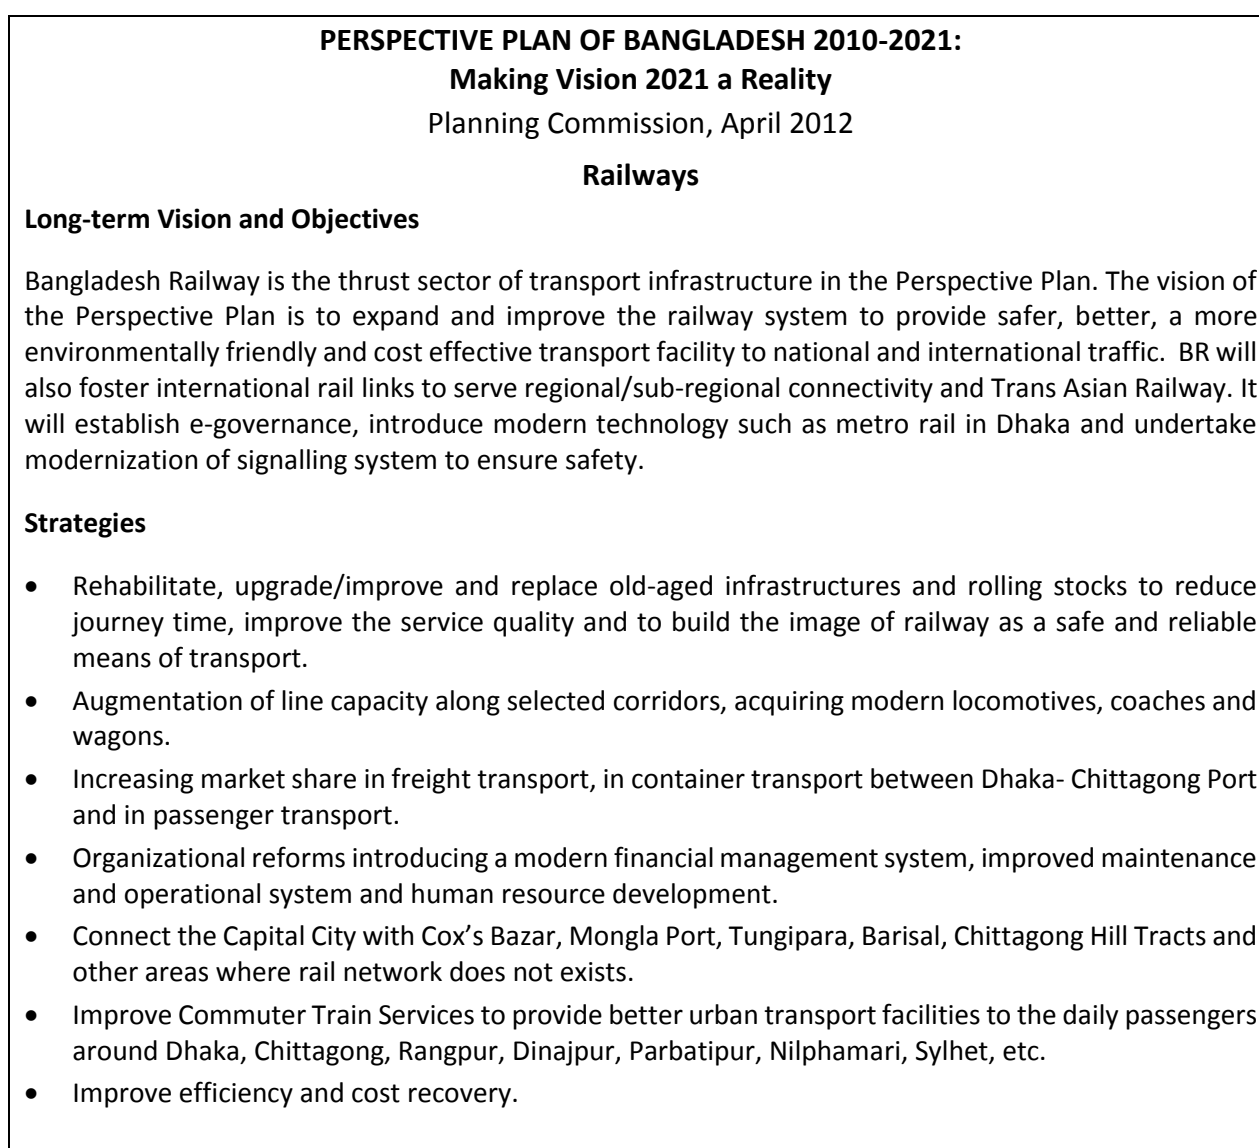 PERSPECTIVE PLAN OF BANGLADESH 2010-2021:
Making Vision 2021 a Reality
Planning Commission, April 2012
Railways
Long-term Vision and Objectives
Bangladesh Railway is the thrust sector of transport infrastructure in the Perspective Plan. The vision of
the Perspective Plan is to expand and improve the railway system to provide safer, better, a more
environmentally friendly and cost effective transport facility to national and international traffic. BR will
also foster international rail links to serve regional/sub-regional connectivity and Trans Asian Railway. It
will establish e-governance, introduce modern technology such as metro rail in Dhaka and undertake
modernization of signalling system to ensure safety.
Strategies
• Rehabilitate, upgrade/improve and replace old-aged infrastructures and rolling stocks to reduce
journey time, improve the service quality and to build the image of railway as a safe and reliable
means of transport.
• Augmentation of line capacity along selected corridors, acquiring modern locomotives, coaches and
wagons.
• Increasing market share in freight transport, in container transport between Dhaka- Chittagong Port
and in passenger transport.
• Organizational reforms introducing a modern financial management system, improved maintenance
and operational system and human resource development.
• Connect the Capital City with Cox’s Bazar, Mongla Port, Tungipara, Barisal, Chittagong Hill Tracts and
other areas where rail network does not exists.
• Improve Commuter Train Services to provide better urban transport facilities to the daily passengers
around Dhaka, Chittagong, Rangpur, Dinajpur, Parbatipur, Nilphamari, Sylhet, etc.
• Improve efficiency and cost recovery.